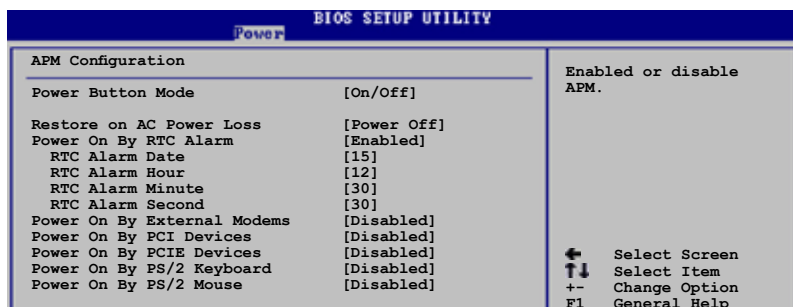 BIOS SETUP UTILITY
Power
APM Configuration
Power Button Mode [On/Off]
Restore on AC Power Loss [Power Off]
Power On By RTC Alarm [Enabled]
RTC Alarm Date [15]
RTC Alarm Hour [12]
RTC Alarm Minute [30]
RTC Alarm Second [30]
Power On By External Modems [Disabled]
Power On By PCI Devices [Disabled]
Power On By PCIE Devices [Disabled]
Power On By PS/2 Keyboard [Disabled]
Power On By PS/2 Mouse [Disabled]
Enabled or disable
APM.
← Select Screen
↑↓ Select Item
+- Change Option
F1 General Help